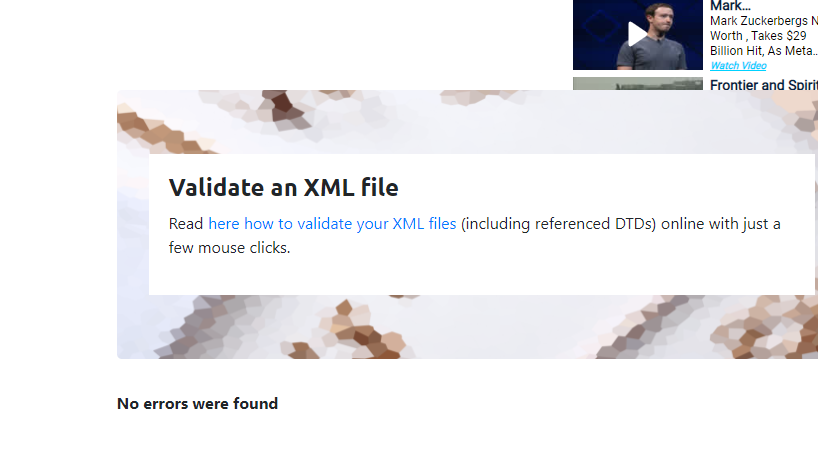 Mark...
Mark Zuckerbergs N
Worth , Takes $29
Billion Hit, As Meta..
Watch Video
Frontier and Spirit
Validate an XML file
Read here how to validate your XML files (including referenced DTDs) online with just a
few mouse clicks.
No errors were found